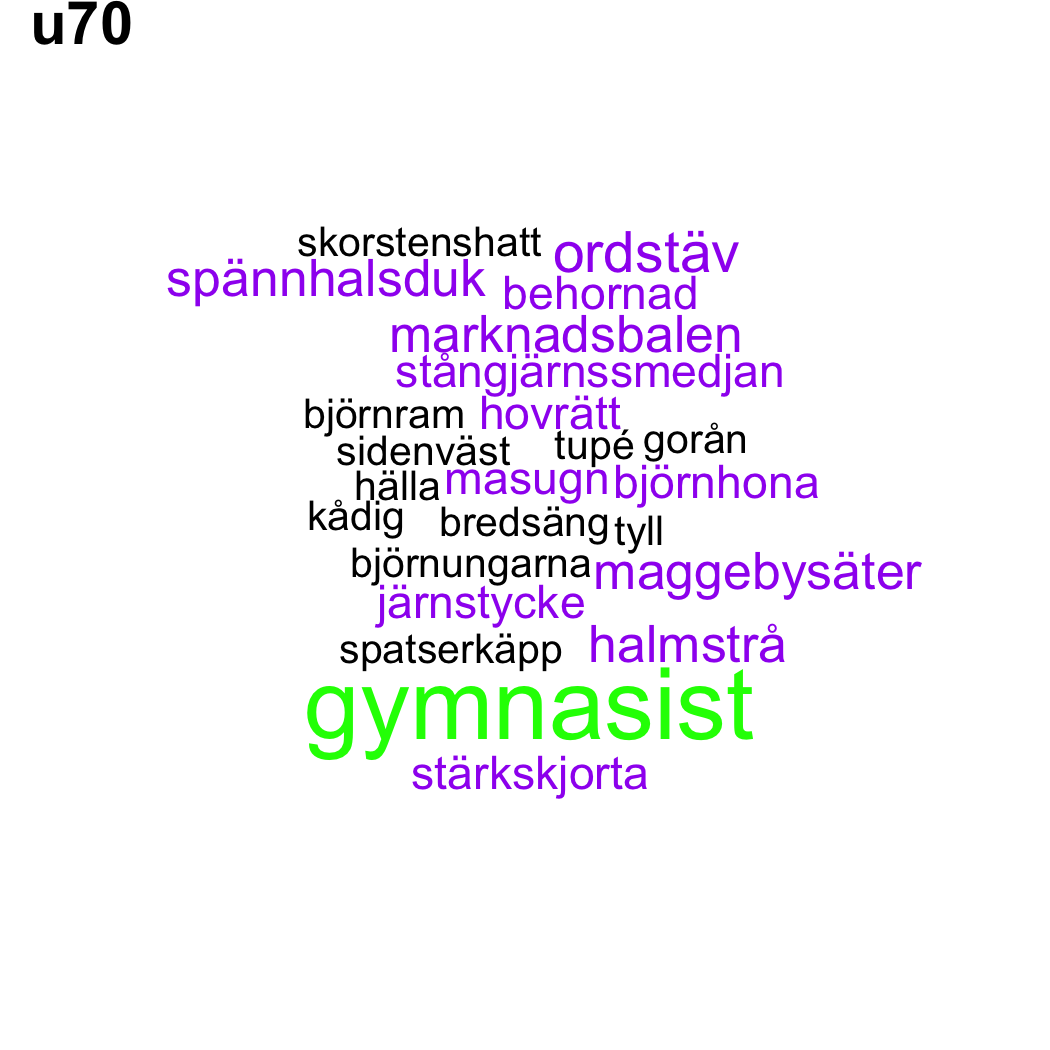 u70
skorstenshatt ordstäv
spännhalsduk behornad
marknadsbalen
stångjärnssmedjan
björnram hovrätt
sidenväst tupé gorån
hälla masugn björnhona
kådig bredsäng tyll
björnungarna maggebysäter
järnstycke
spatserkäpp halmstrå
gymnasist
stärkskjorta